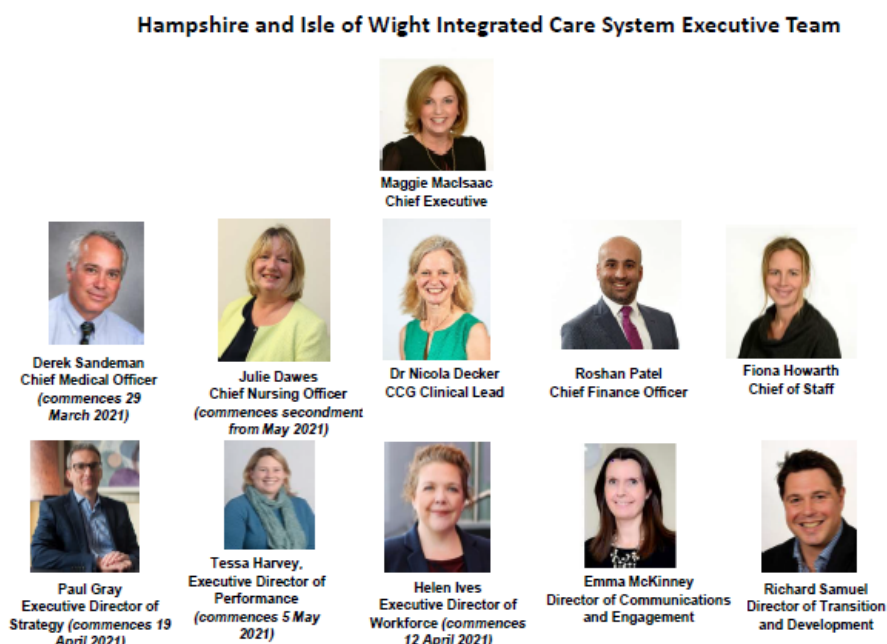 Hampshire and Isle of Wight Integrated Care System Executive Team
Maggie MacIsaac
Chief Executive
Derek Sandeman
Chief Medical Officer
(commences 29
March 2021)
Julie Dawes
Chief Nursing Officer
(commences secondment
from May 2021)
Dr Nicola Decker
CCG Clinical Lead
Roshan Patel
Chief Finance Officer
Fiona Howarth
Chief of Staff
Paul Gray
Executive Director of
Strategy (commences 19
April 2021)
Tessa Harvey,
Executive Director of
Performance
(commences 5 May
2021)
Helen Ives
Executive Director of
Workforce (commences
12 April 2021)
Emma McKinney
Director of Communications
and Engagement
Richard Samuel
Director of Transition
and Development